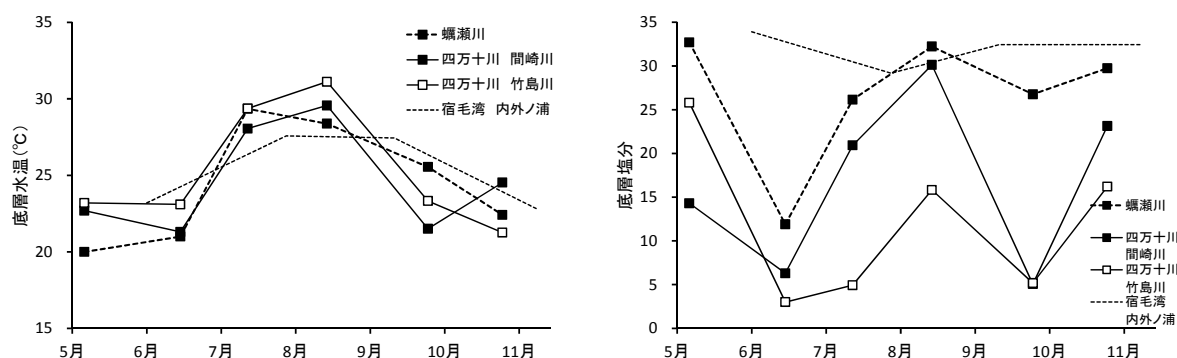 35
30
25
20
15
底層水温(℃)
5月 6月 7月 8月 9月 10月 11月
蠣瀬川
四万十川 間崎川
四万十川 竹島川
宿毛湾 内外ノ浦
35
30
25
20
15
10
5
0
底層塩分
5月 6月 7月 8月 9月 10月 11月
蠣瀬川
四万十川
間崎川
四万十川
竹島川
宿毛湾
内外ノ浦